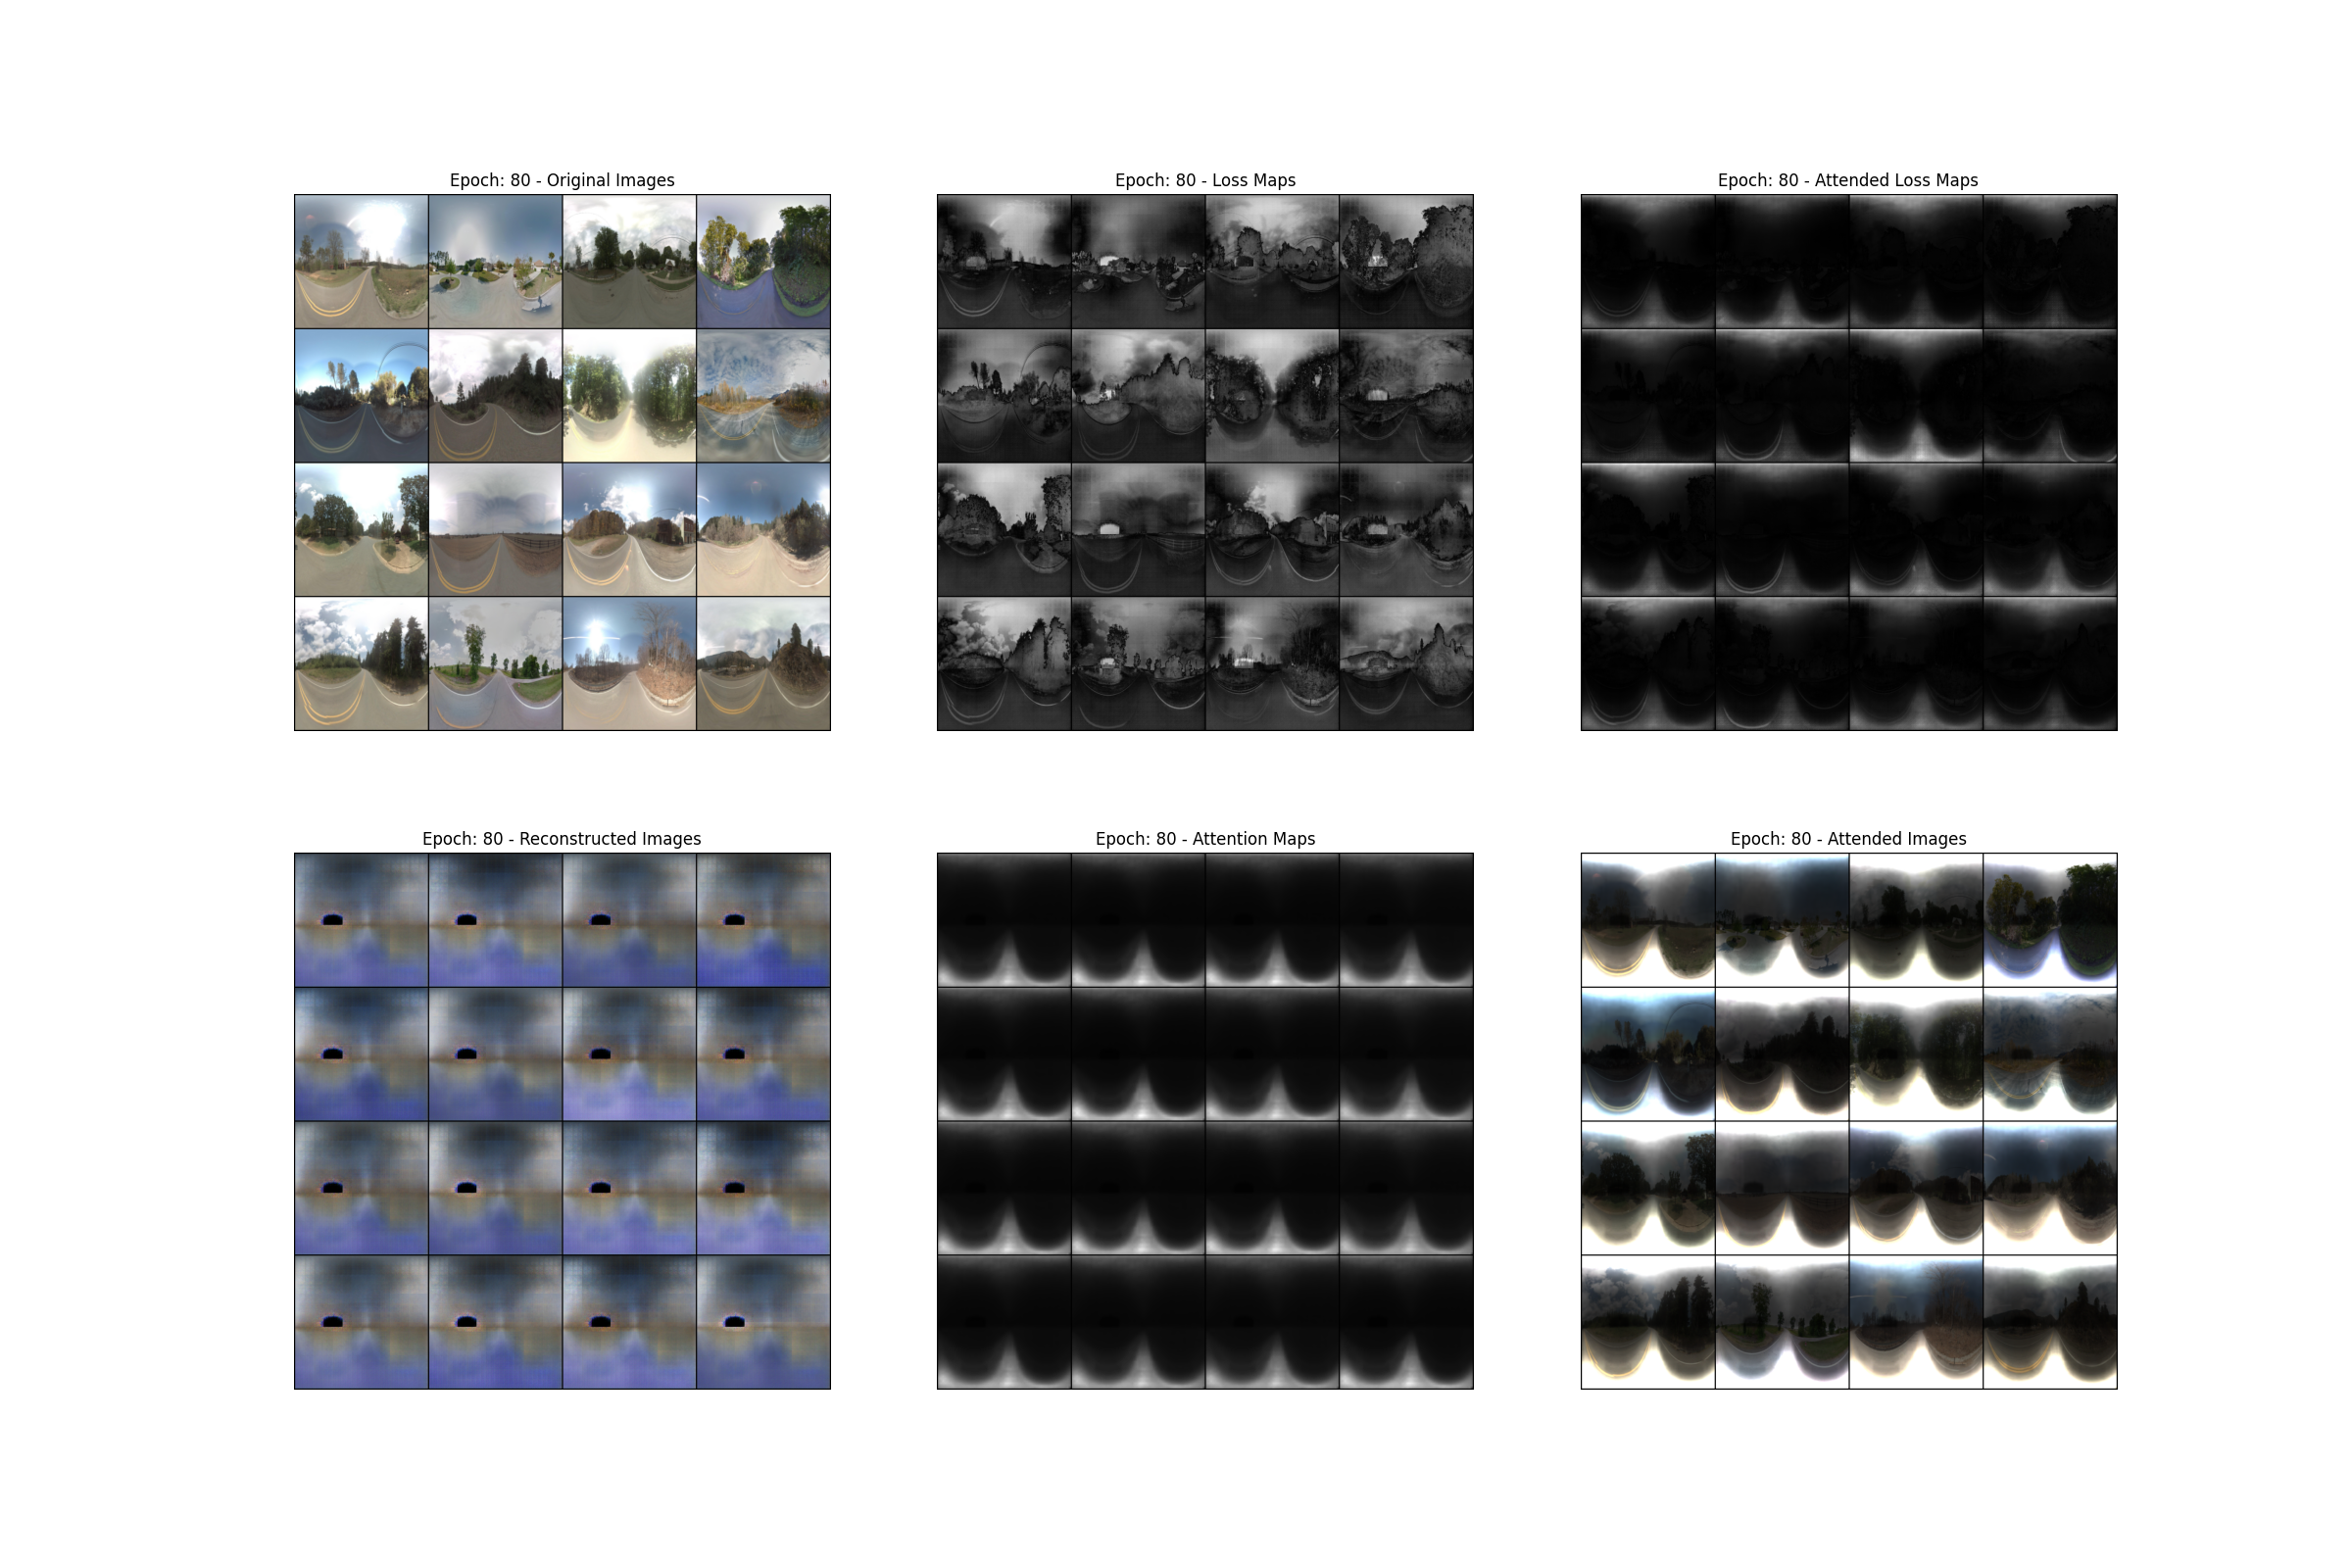 Epoch: 80 - Original Images
Epoch: 80 - Loss Maps
Epoch: 80 - Attended Loss Maps
Epoch: 80 - Reconstructed Images
Epoch: 80 - Attention Maps
Epoch: 80 - Attended Images